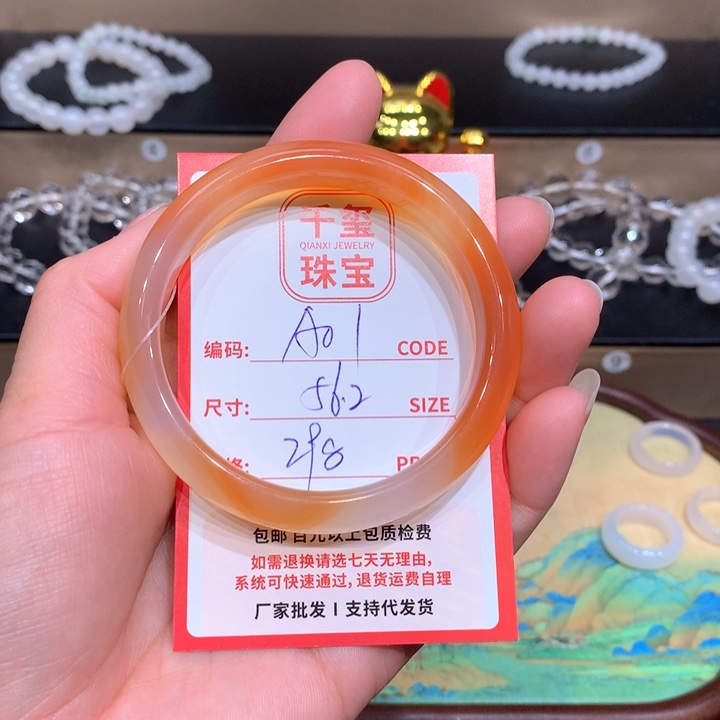 千玺
QIANXI JEWELRY
珠宝
编码: A01 CODE
尺寸: 56.2 SIZE
298 PR
包邮 百元以上包质检费
如需退换请选七天无理由,
系统可快速通过, 退货运费自理
厂家批发 I 支持代发货